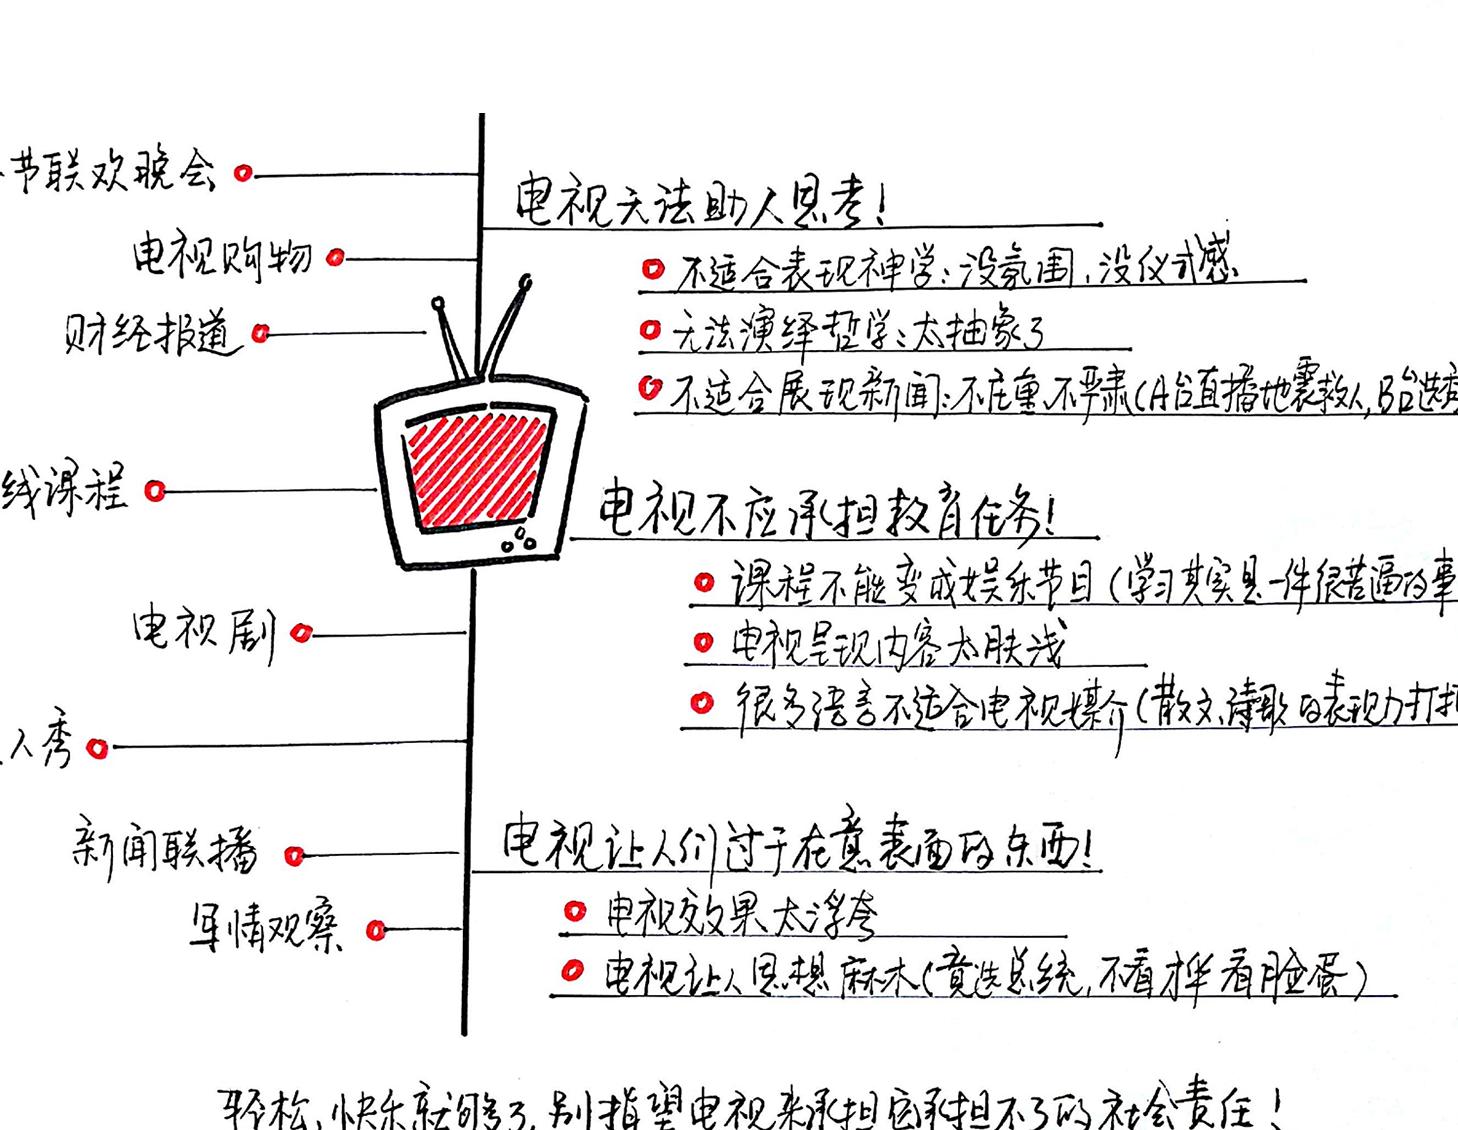 节联欢晚会
电视购物
财经报道
线课程
电视剧
人秀
新闻联播
军情观察
电视无法助人思考!
不适合表现神学:没氛围,没仪式感
无法演绎哲学:太抽象了
不适合展现新闻:不庄重、不严肃(A台直播地震救人,B台选
电视不应承担教育任务!
课程不能变成娱乐节目(学习其实是一件很苦逼的事
电视呈现内容太肤浅
很多语言不适合电视媒介(散文、诗歌的表现力打
电视让人们过于在意表面的东西!
电视效果太浮夸
电视让人思想麻木(竟选总统,不看才华看脸蛋)
轻松、快乐就够了,别指望电视来承担它承担不了的社会责任!